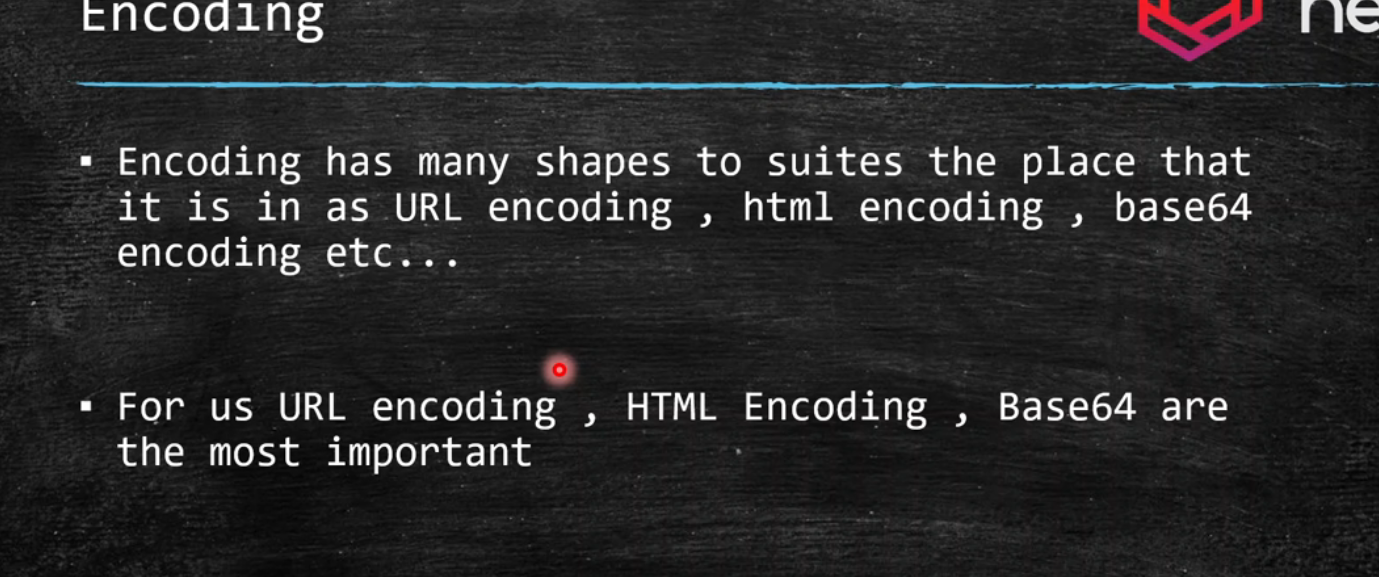 Encoding
▪ Encoding has many shapes to suites the place that
it is in as URL encoding , html encoding , base64
encoding etc...
▪ For us URL encoding , HTML Encoding , Base64 are
the most important